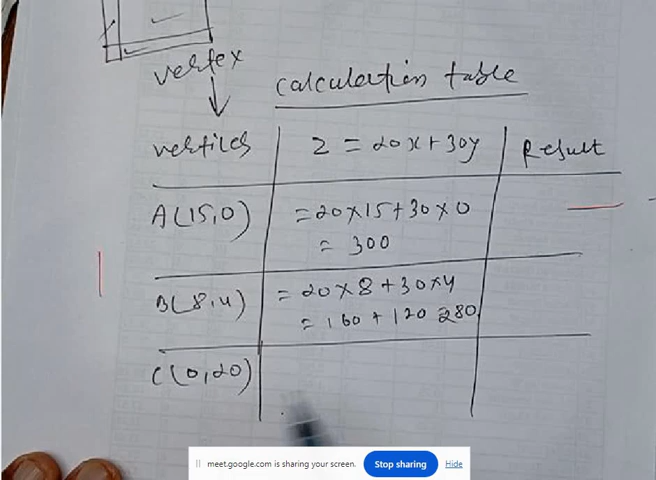 vertex
calculation table
vertices
Z = 20x + 30y
Result
A(15,0)
= 20×15+30×0
= 300
B(8,4)
= 20×8+30×4
= 160 + 120 = 280
C(0,20)
meet.google.com is sharing your screen.
Stop sharing
Hide